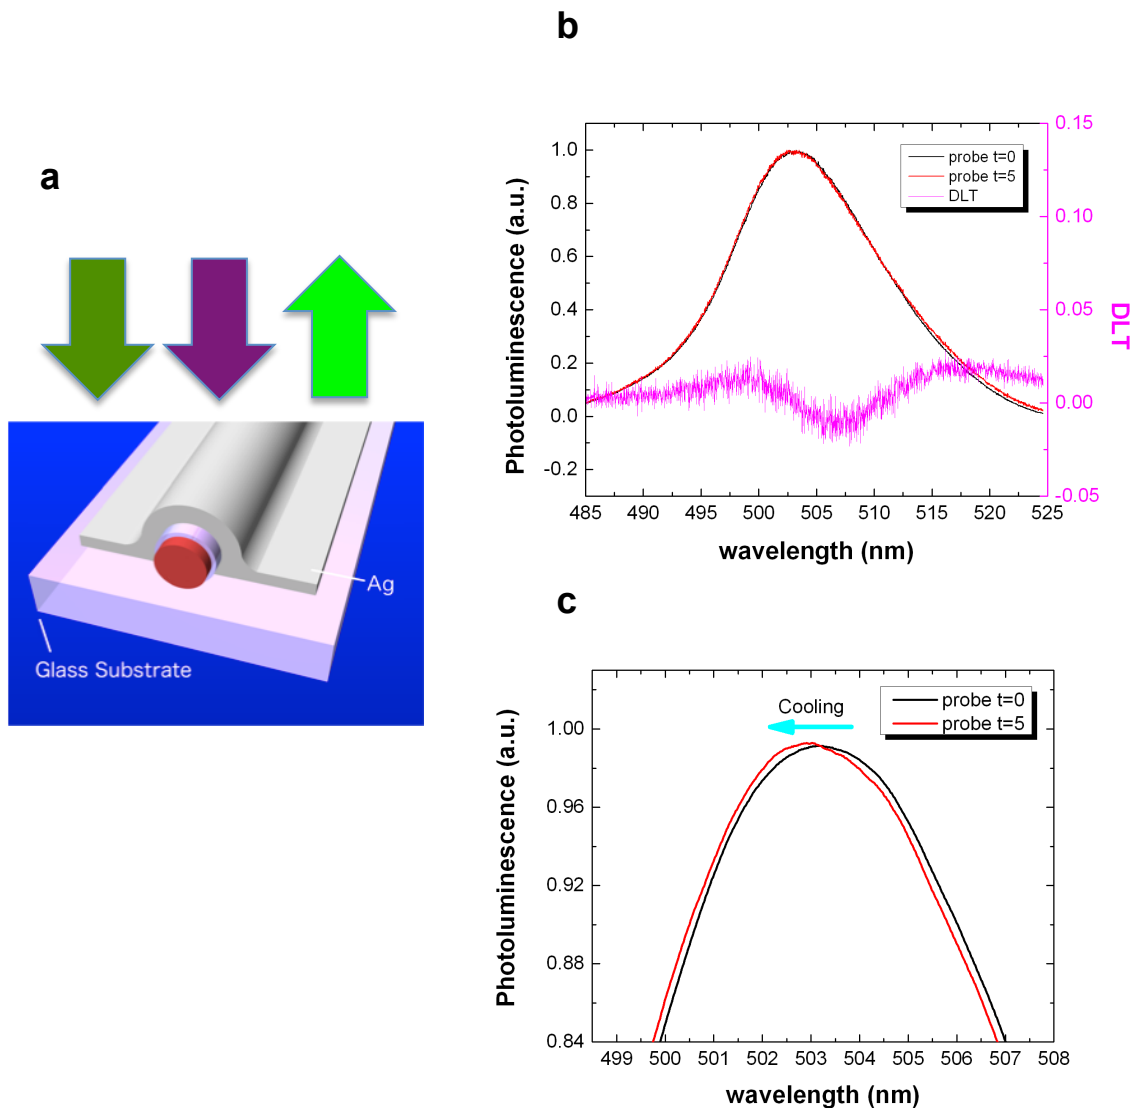 a
Ag
Glass Substrate
b
probe t=0
probe t=5
DLT
Photoluminescence (a.u.)
1.0
0.8
0.6
0.4
0.2
0.0
-0.2
0.15
0.10
0.05
0.00
-0.05
DLT
485 490 495 500 505 510 515 520 525
wavelength (nm)
c
Cooling
probe t=0
probe t=5
Photoluminescence (a.u.)
1.00
0.96
0.92
0.88
0.84
499 500 501 502 503 504 505 506 507 508
wavelength (nm)